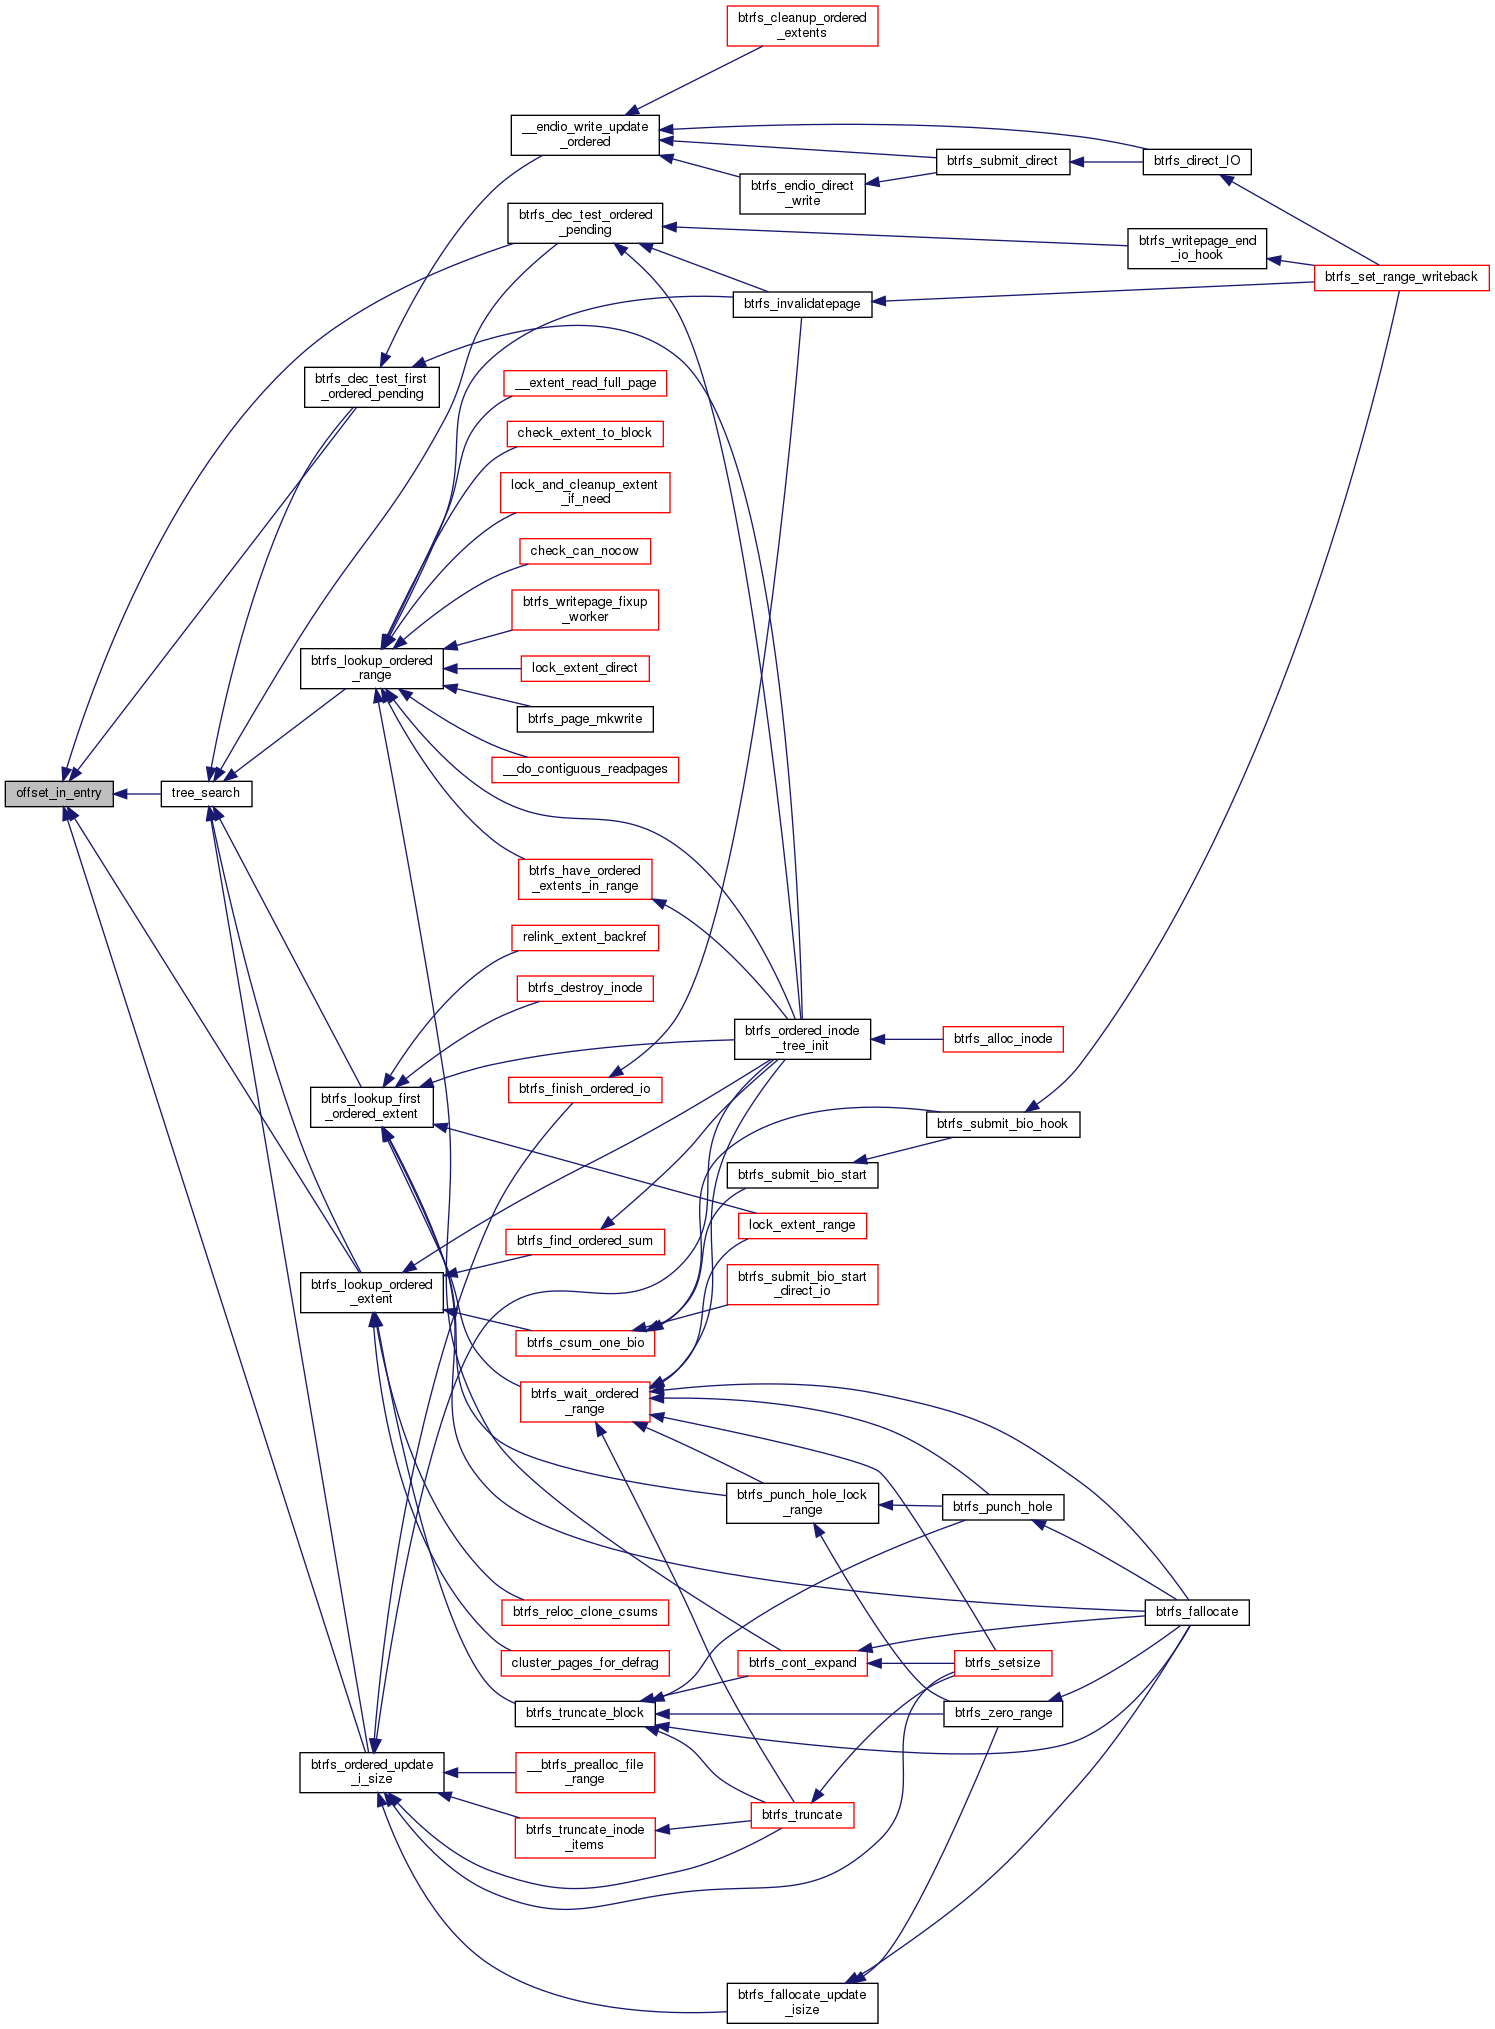 btrfs_cleanup_ordered
_extents
__endio_write_update
_ordered
btrfs_submit_direct
btrfs_direct_IO
btrfs_endio_direct
_write
btrfs_dec_test_ordered
_pending
btrfs_writepage_end
_io_hook
btrfs_set_range_writeback
btrfs_invalidatepage
btrfs_dec_test_first
_ordered_pending
__extent_read_full_page
check_extent_to_block
lock_and_cleanup_extent
_if_need
check_can_nocow
btrfs_writepage_fixup
_worker
btrfs_lookup_ordered
_range
lock_extent_direct
btrfs_page_mkwrite
__do_contiguous_readpages
offset_in_entry
tree_search
btrfs_have_ordered
_extents_in_range
relink_extent_backref
btrfs_destroy_inode
btrfs_ordered_inode
_tree_init
btrfs_alloc_inode
btrfs_finish_ordered_io
btrfs_lookup_first
_ordered_extent
btrfs_submit_bio_hook
btrfs_submit_bio_start
lock_extent_range
btrfs_find_ordered_sum
btrfs_lookup_ordered
_extent
btrfs_submit_bio_start
_direct_io
btrfs_csum_one_bio
btrfs_wait_ordered
_range
btrfs_punch_hole_lock
_range
btrfs_punch_hole
btrfs_reloc_clone_csums
btrfs_fallocate
cluster_pages_for_defrag
btrfs_cont_expand
btrfs_setsize
btrfs_truncate_block
btrfs_zero_range
btrfs_ordered_update
_i_size
__btrfs_prealloc_file
_range
btrfs_truncate
btrfs_truncate_inode
_items
btrfs_fallocate_update
_isize